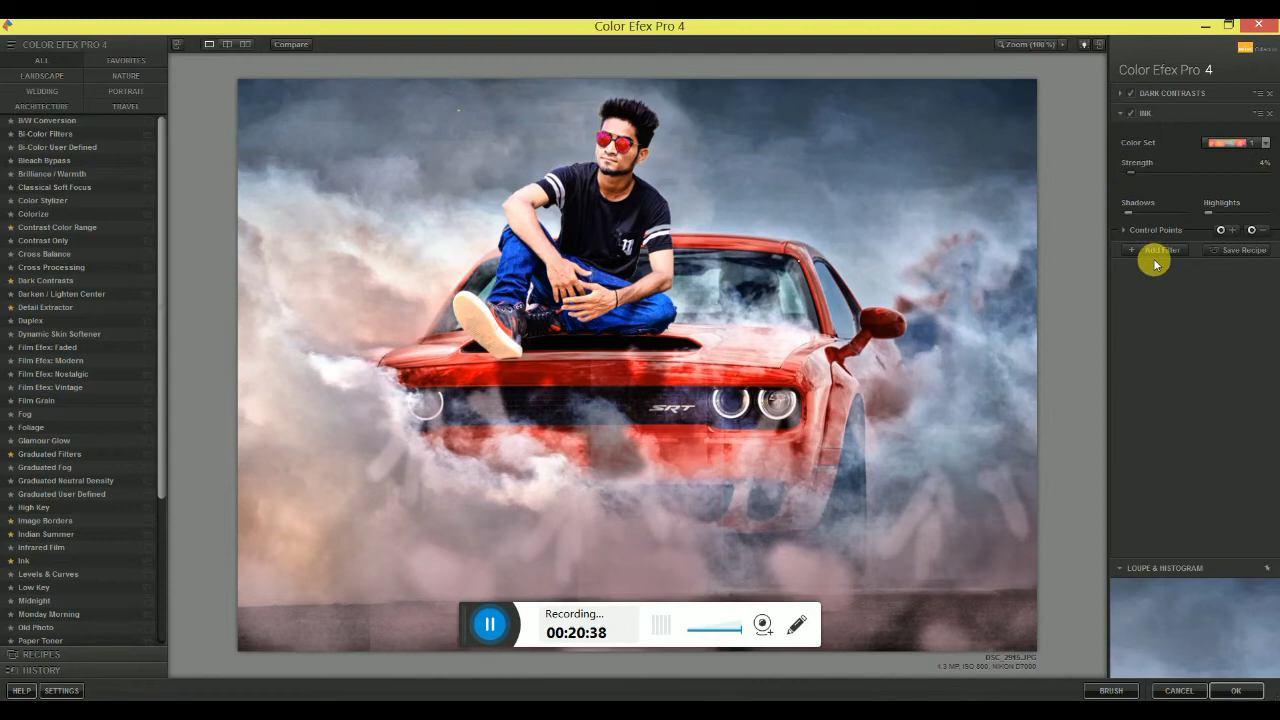 Color Efex Pro 4
COLOR EFEX PRO 4
Compare
Zoom (100 %)
ALL
FAVORITES
LANDSCAPE
NATURE
WEDDING
PORTRAIT
ARCHITECTURE
TRAVEL
B/W Conversion
Bi-Color Filters
Bi-Color User Defined
Bleach Bypass
Brilliance / Warmth
Classical Soft Focus
Color Stylizer
Colorize
Contrast Color Range
Contrast Only
Cross Balance
Cross Processing
Dark Contrasts
Darken / Lighten Center
Detail Extractor
Duplex
Dynamic Skin Softener
Film Efex: Faded
Film Efex: Modern
Film Efex: Nostalgic
Film Efex: Vintage
Film Grain
Fog
Foliage
Glamour Glow
Graduated Filters
Graduated Fog
Graduated Neutral Density
Graduated User Defined
High Key
Image Borders
Indian Summer
Infrared Film
Ink
Levels & Curves
Low Key
Midnight
Monday Morning
Old Photo
Paper Toner
RECIPES
HISTORY
HELP
SETTINGS
SRT
Recording...
00:20:38
DSC_2915.JPG
ISO 800, NIKON D7000
Color Efex Pro 4
DARK CONTRASTS
INK
Color Set
1
Strength
4%
Shadows
Highlights
Control Points
Add Filter
Save Recipe
LOUPE & HISTOGRAM
BRUSH
CANCEL
OK